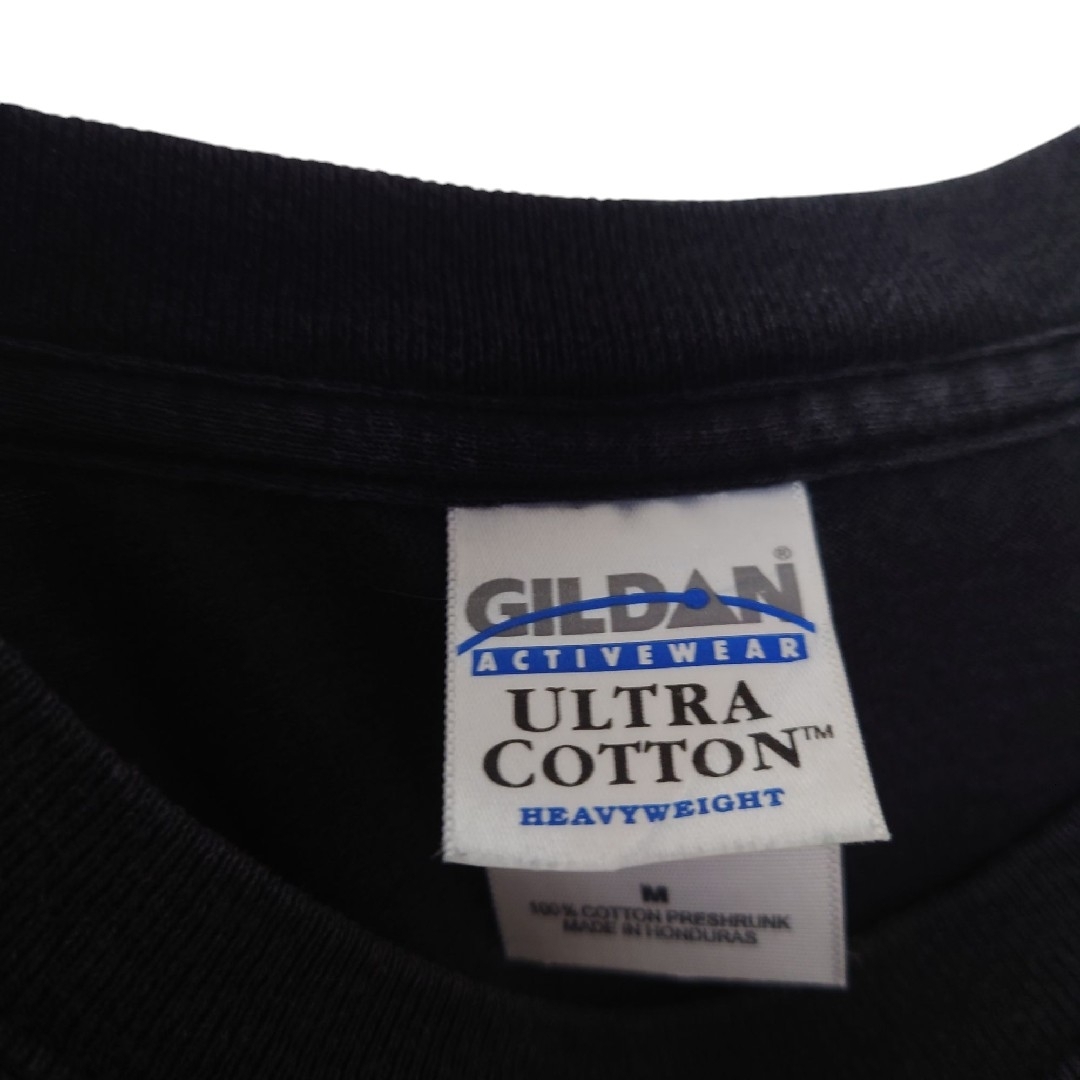 GILDAN®
ACTIVEWEAR
ULTRA
COTTON™
HEAVYWEIGHT
M
100% COTTON PRESHRUNK
MADE IN HONDURAS